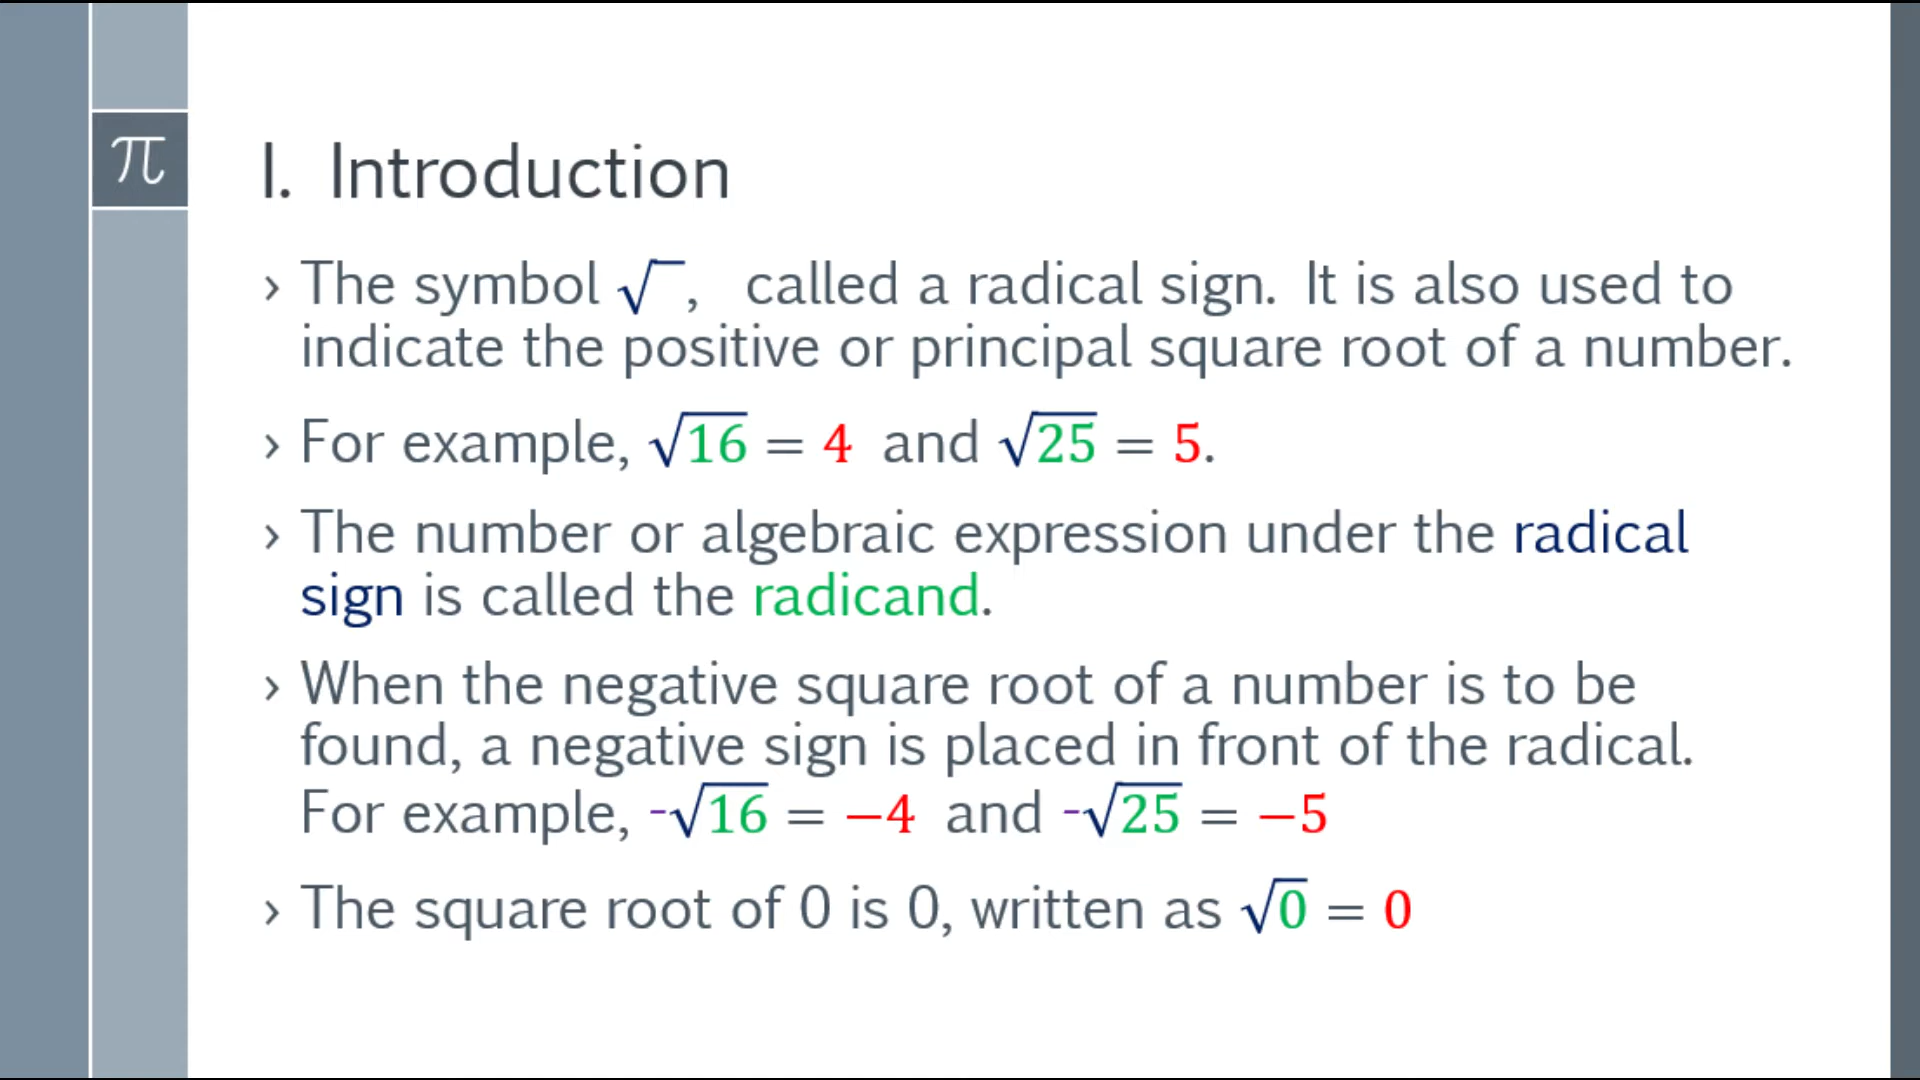 π
I. Introduction
› The symbol √‾, called a radical sign. It is also used to
indicate the positive or principal square root of a number.
› For example, √16 = 4 and √25 = 5.
› The number or algebraic expression under the radical
sign is called the radicand.
› When the negative square root of a number is to be
found, a negative sign is placed in front of the radical.
For example, -√16 = −4 and -√25 = −5
› The square root of 0 is 0, written as √0 = 0